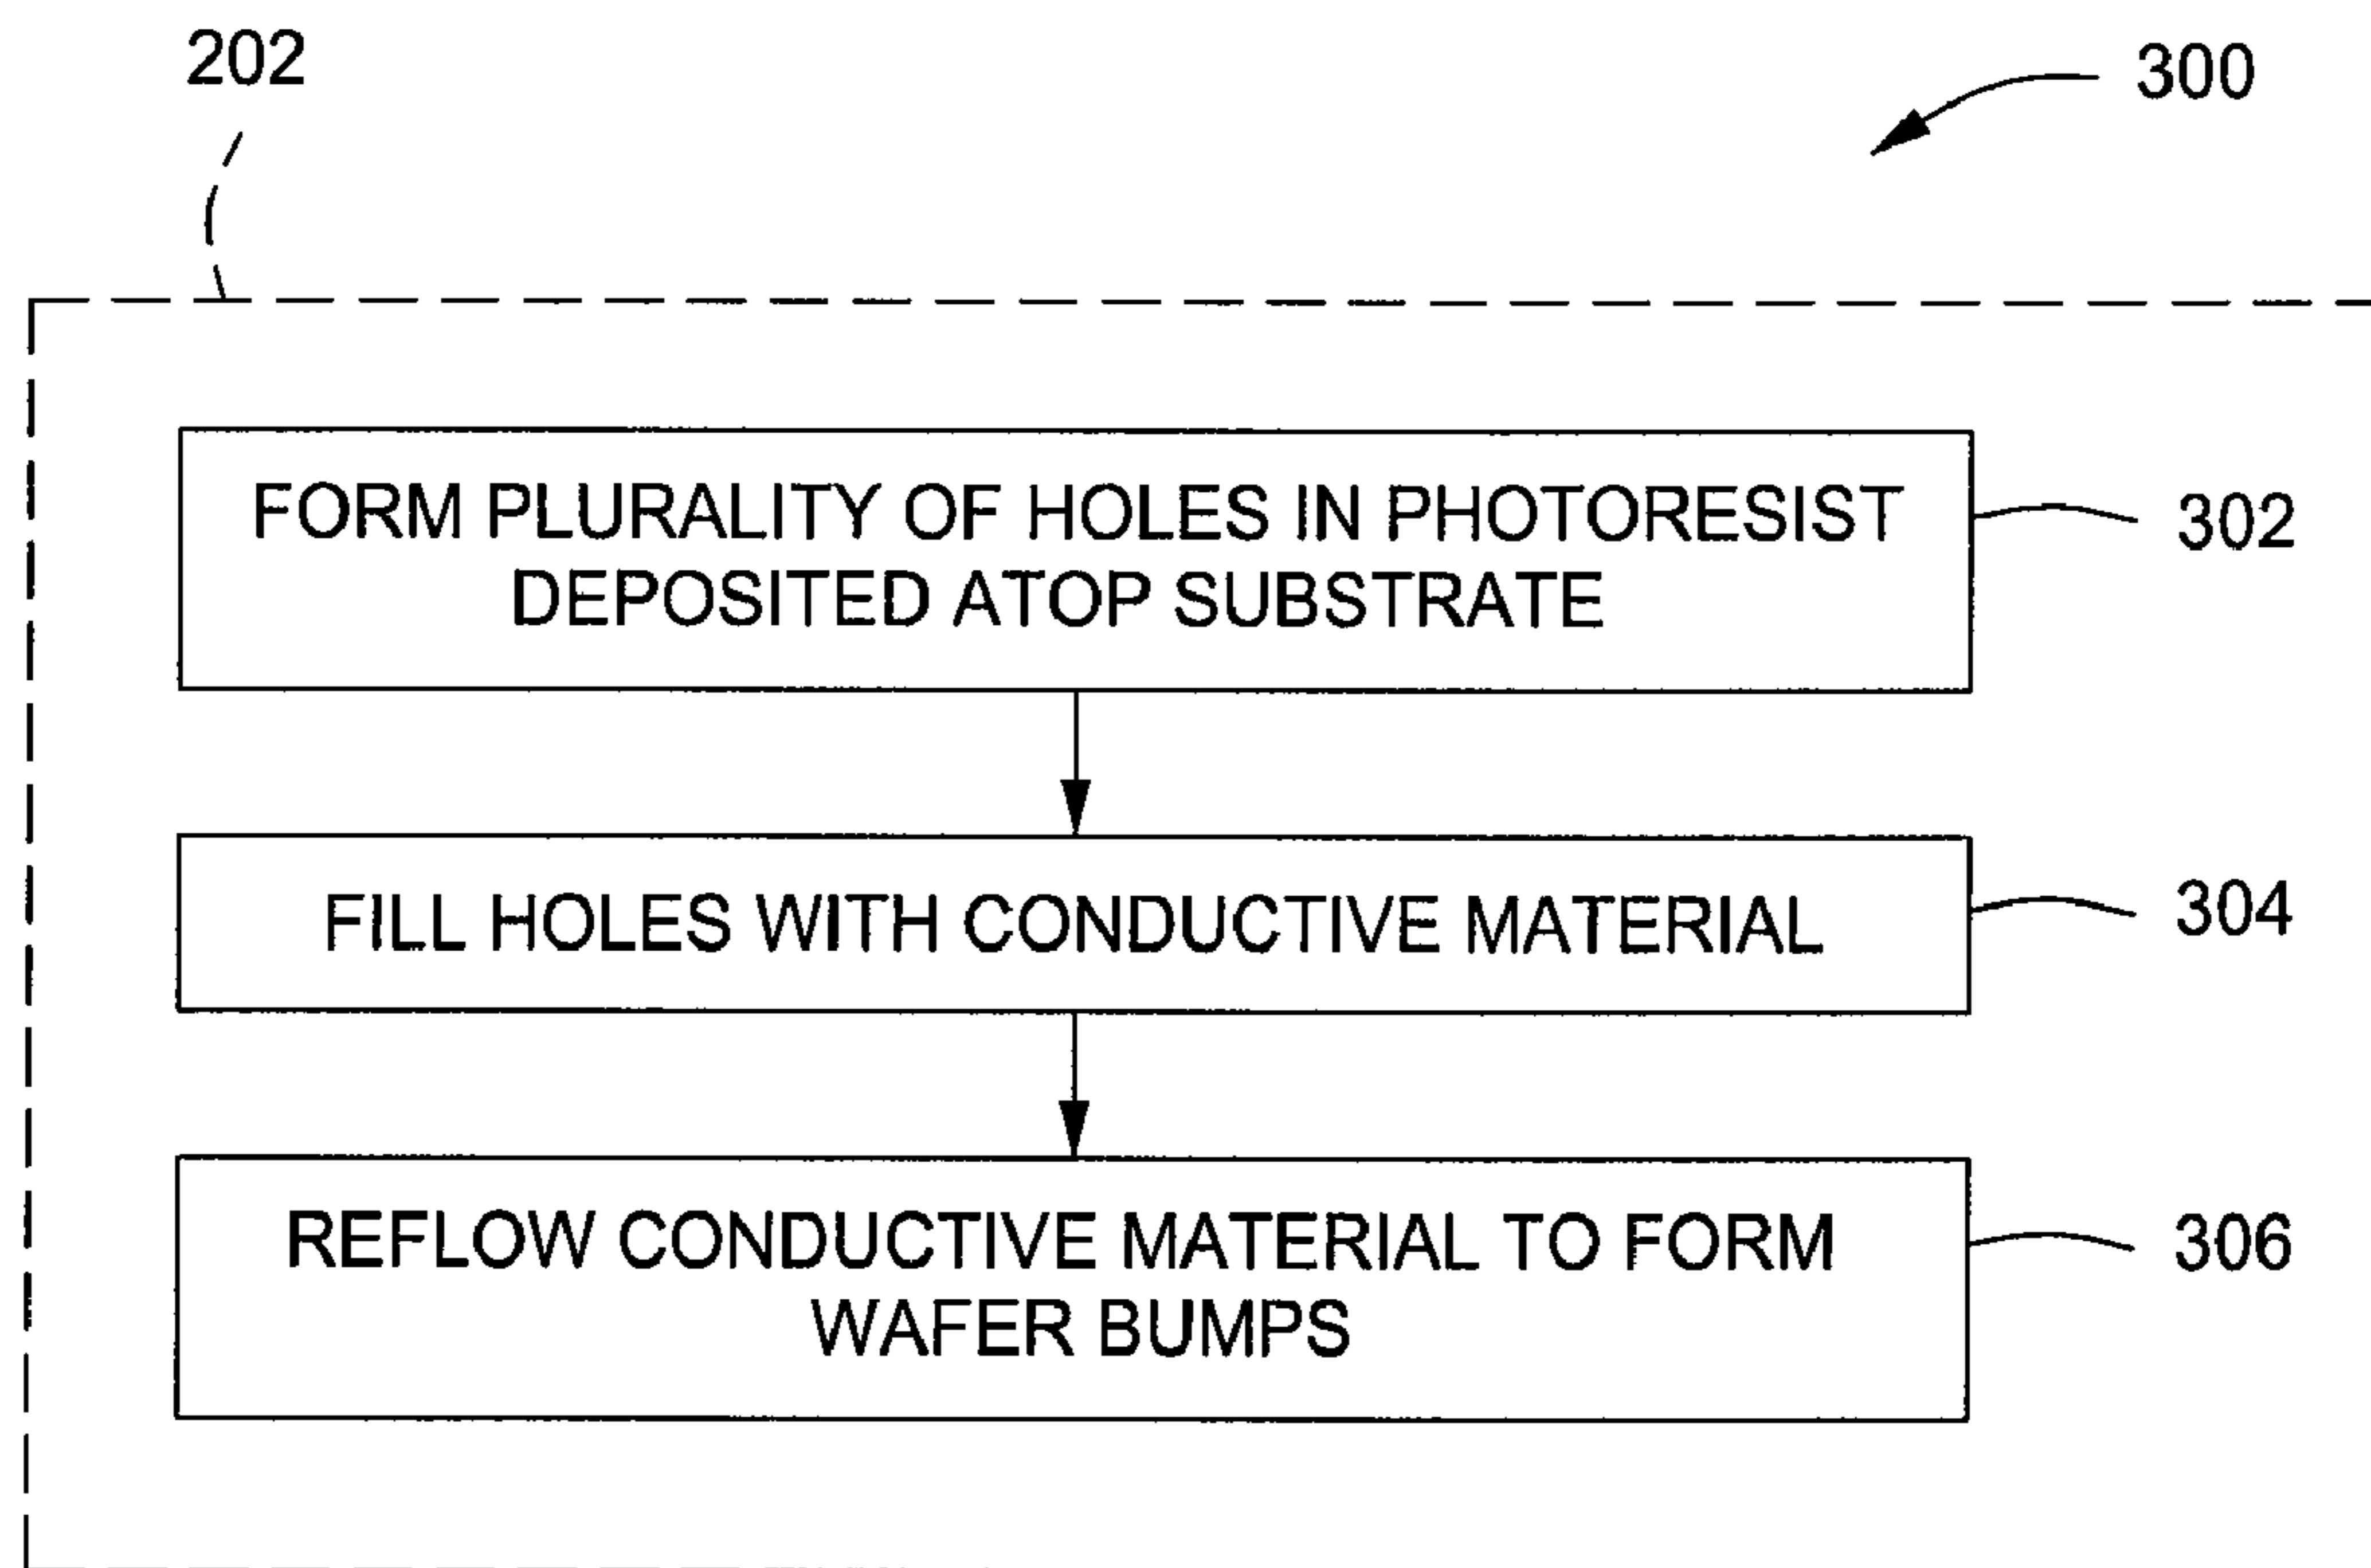 202
300
FORM PLURALITY OF HOLES IN PHOTORESIST
DEPOSITED ATOP SUBSTRATE
302
FILL HOLES WITH CONDUCTIVE MATERIAL
304
REFLOW CONDUCTIVE MATERIAL TO FORM
WAFER BUMPS
306